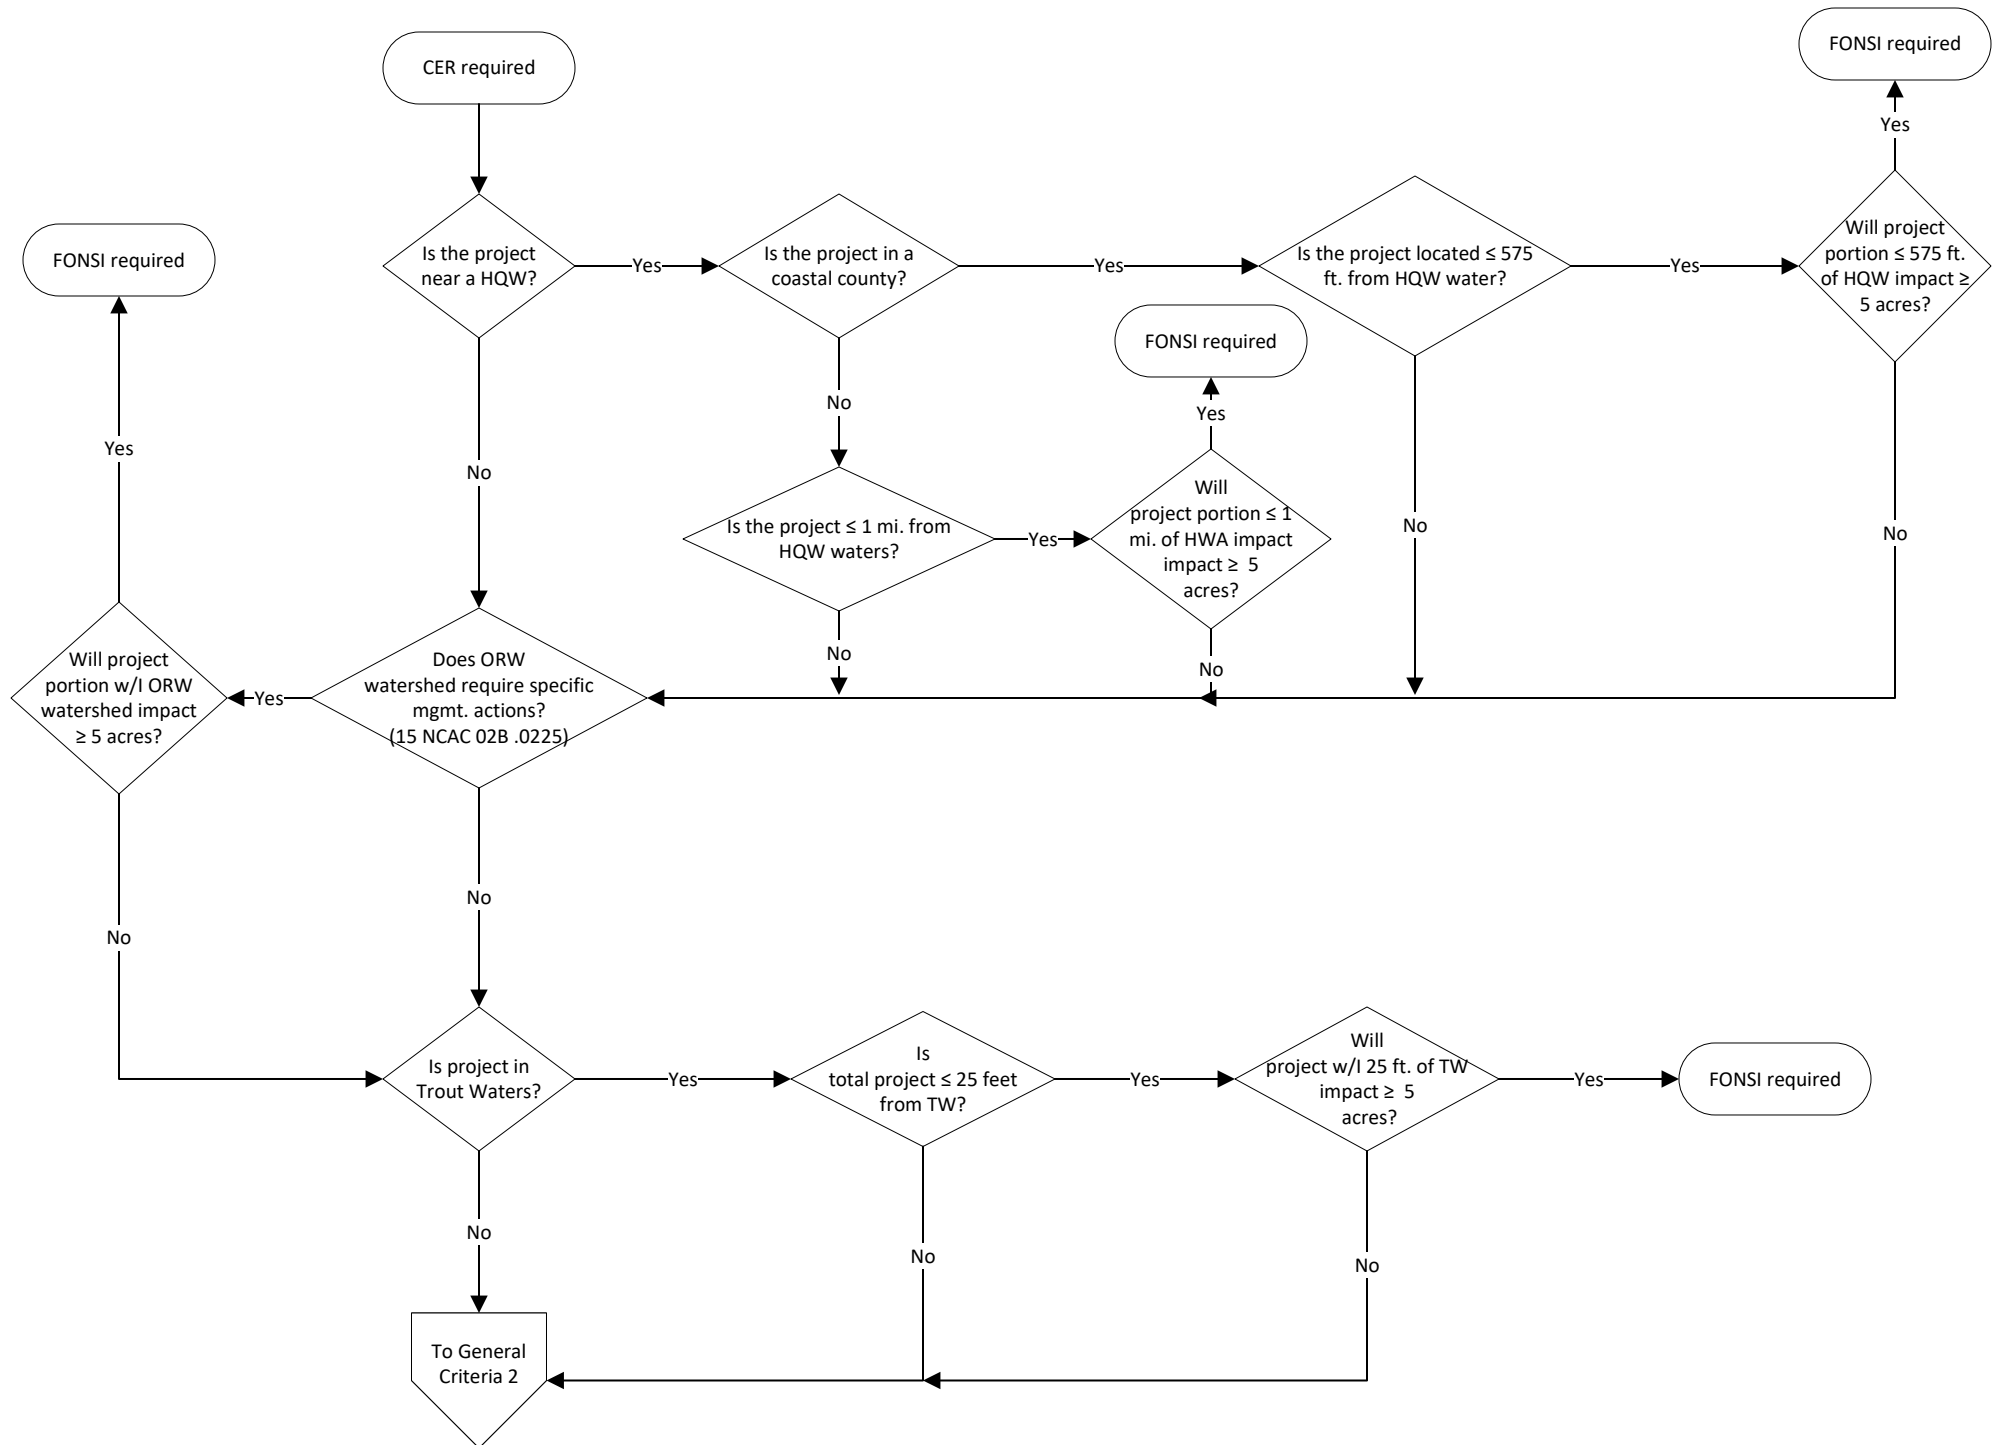 FONSI required
CER required
Yes
FONSI required
Is the project
near a HQW?
Yes
Is the project in a
coastal county?
Yes
Is the project located ≤ 575
ft. from HQW water?
Yes
Will project
portion ≤ 575 ft.
of HQW impact ≥
5 acres?
FONSI required
No
Yes
Yes
No
Is the project ≤ 1 mi. from
HQW waters?
Yes
Will
project portion ≤ 1
mi. of HWA impact
impact ≥  5
acres?
No
No
No
No
Will project
portion w/I ORW
watershed impact
≥ 5 acres?
Yes
Does ORW
watershed require specific
mgmt. actions?
(15 NCAC 02B .0225)
No
No
Is project in
Trout Waters?
Yes
Is
total project ≤ 25 feet
from TW?
Yes
Will
project w/I 25 ft. of TW
impact ≥  5
acres?
Yes
FONSI required
No
No
No
To General
Criteria 2